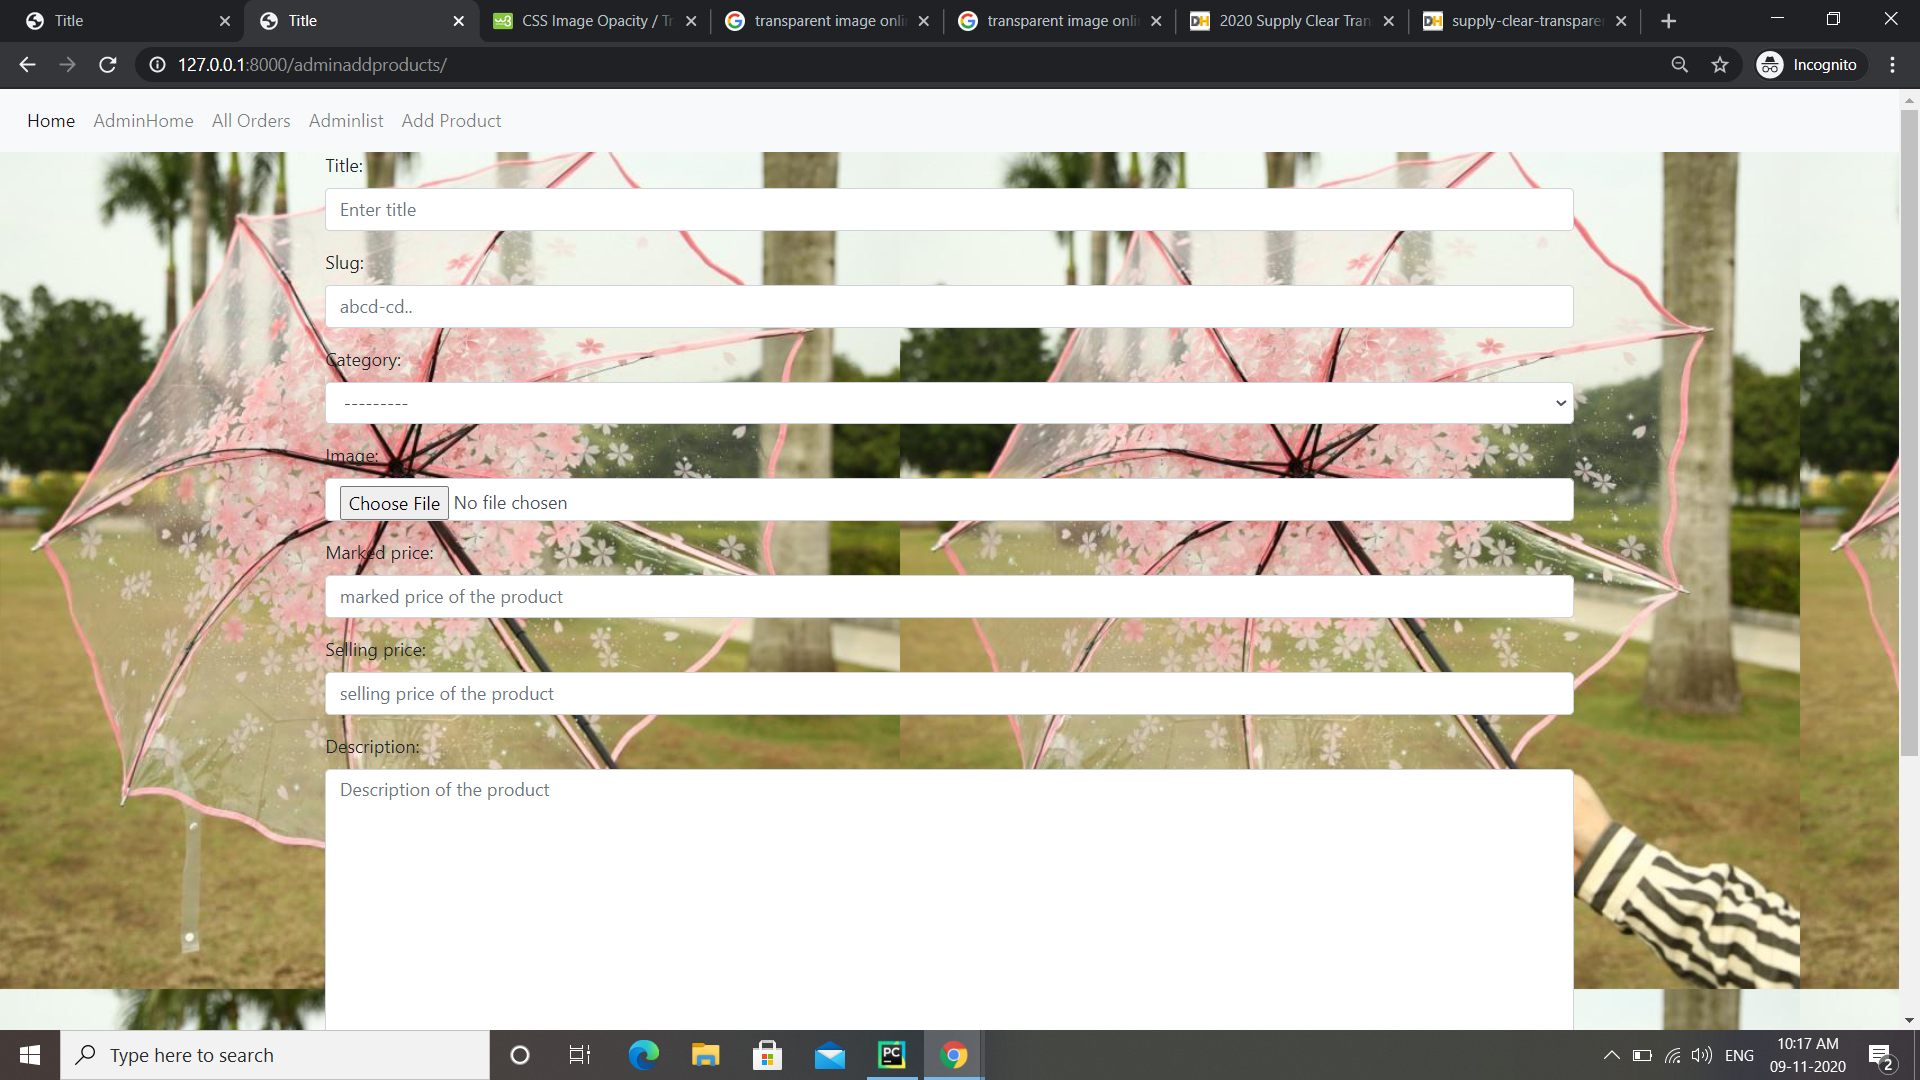 Title
Title
CSS Image Opacity / Tr
transparent image onli
transparent image onli
2020 Supply Clear Tran
supply-clear-transpare
127.0.0.1:8000/adminaddproducts/
Incognito
Home AdminHome All Orders Adminlist Add Product
Title:
Enter title
Slug:
abcd-cd..
Category:
---------
Image:
Choose File No file chosen
Marked price:
marked price of the product
Selling price:
selling price of the product
Description:
Description of the product
Type here to search
PC
ENG
10:17 AM
09-11-2020
2